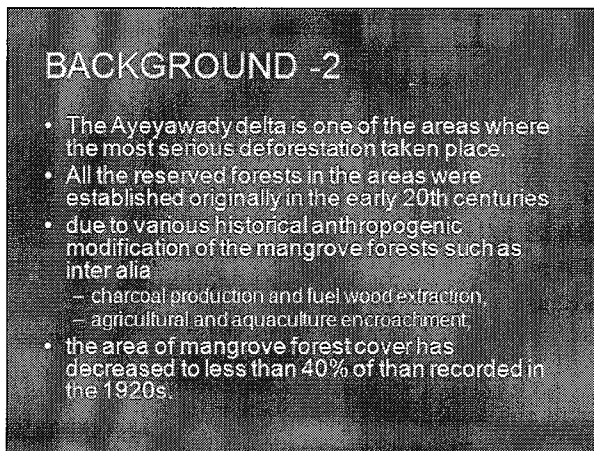 BACKGROUND -2
• The Ayeyawady delta is one of the areas where
the most serious deforestation taken place.
• All the reserved forests in the areas were
established originally in the early 20th centuries
• due to various historical anthropogenic
modification of the mangrove forests such as
inter alia
– charcoal production and fuel wood extraction,
– agricultural and aquaculture encroachment,
• the area of mangrove forest cover has
decreased to less than 40% of than recorded in
the 1920s.